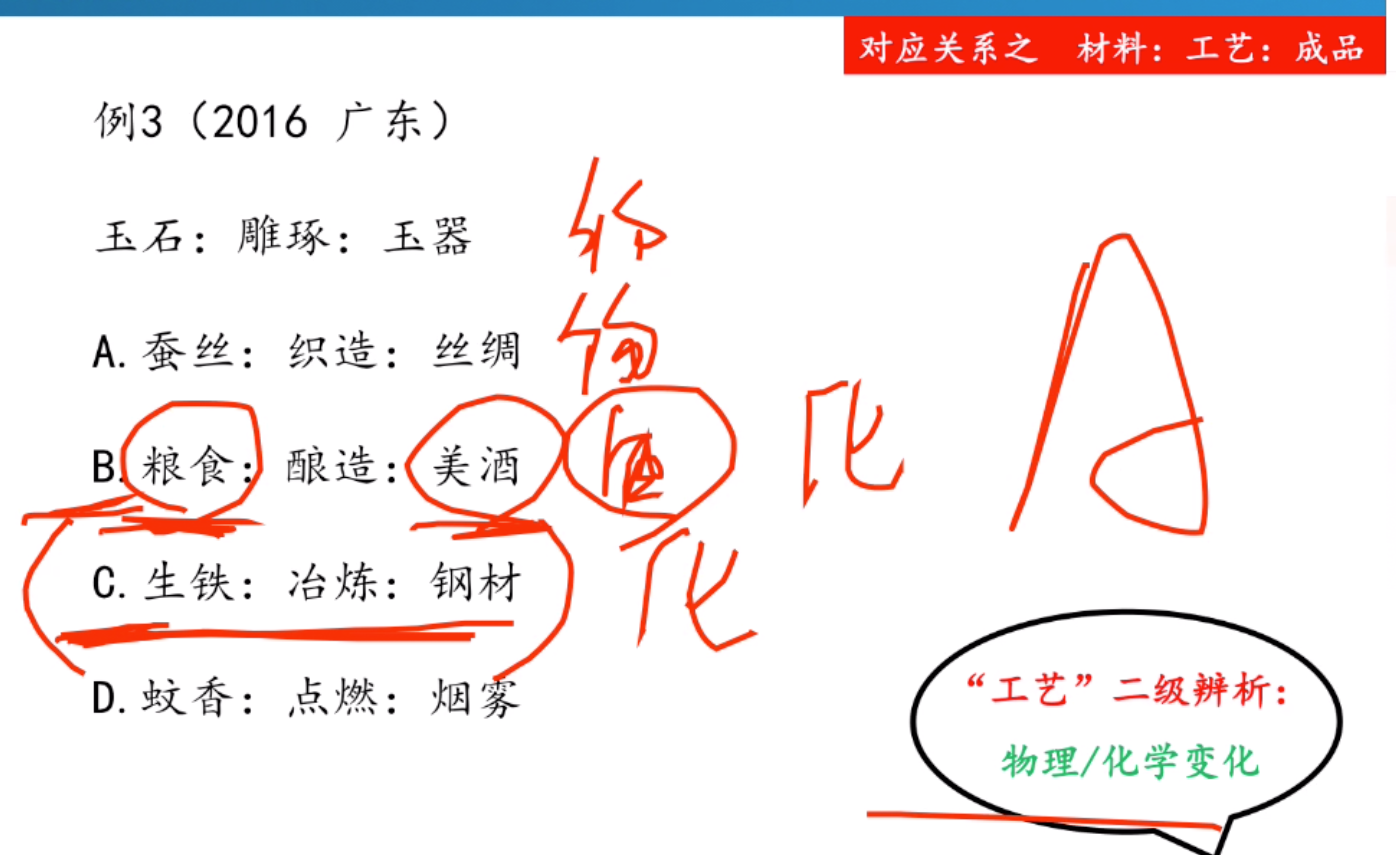 对应关系之 材料：工艺：成品
例3（2016 广东）
玉石：雕琢：玉器
物
A.蚕丝：织造：丝绸
物
B.粮食：酿造：美酒
化
C.生铁：冶炼：钢材
化
D.蚊香：点燃：烟雾
A
“工艺”二级辨析：
物理/化学变化